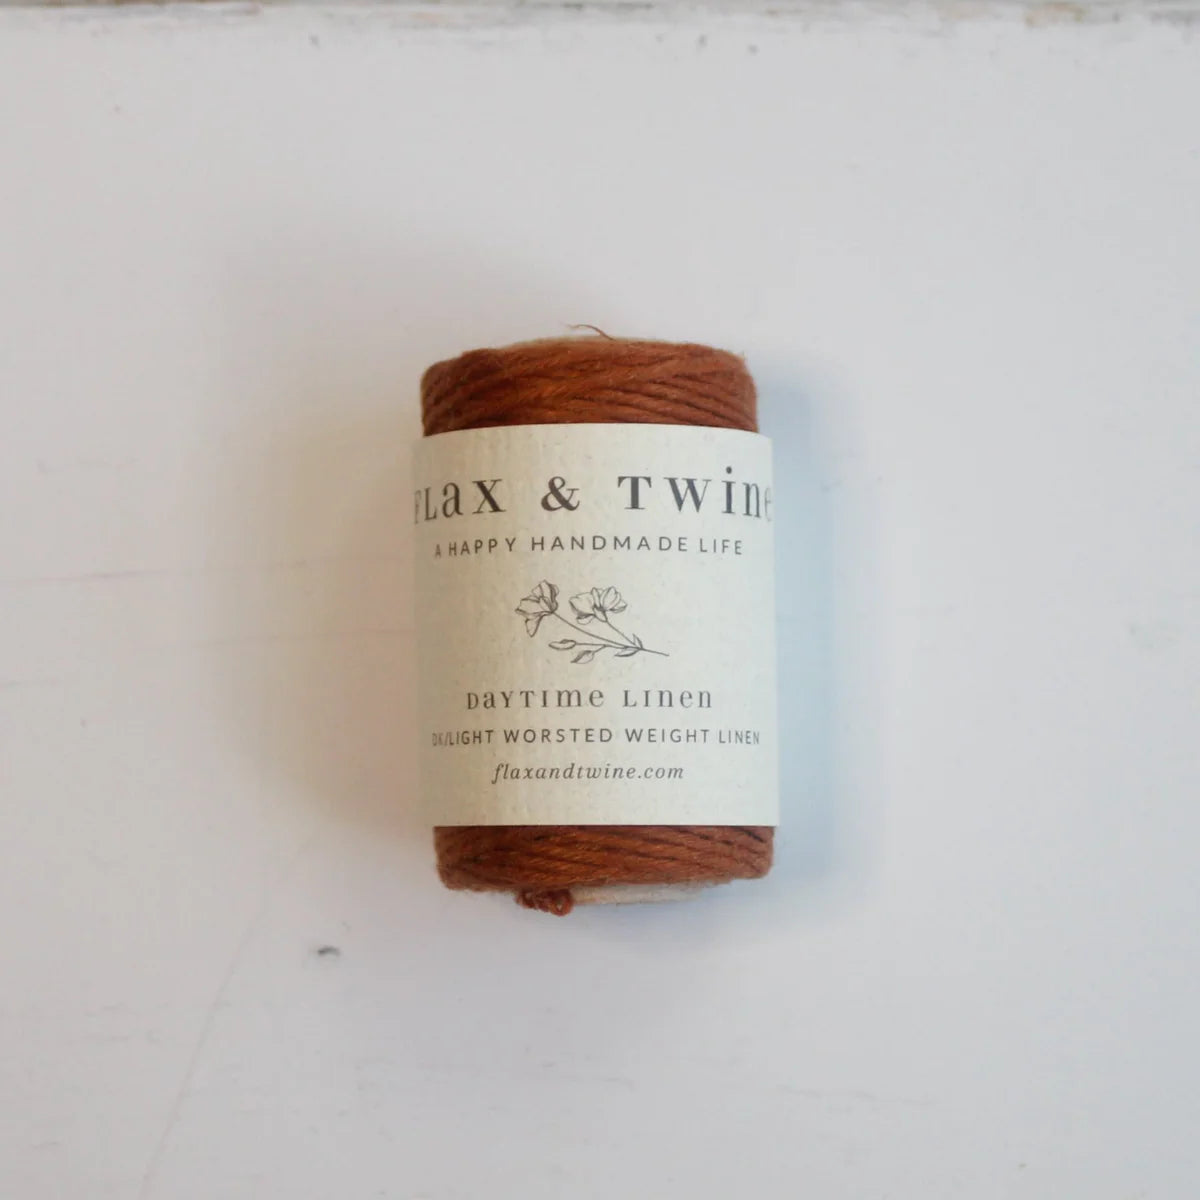 Flax & Twine
A HAPPY HANDMADE LIFE
Daytime Linen
DK/LIGHT WORSTED WEIGHT LINEN
flaxandtwine.com